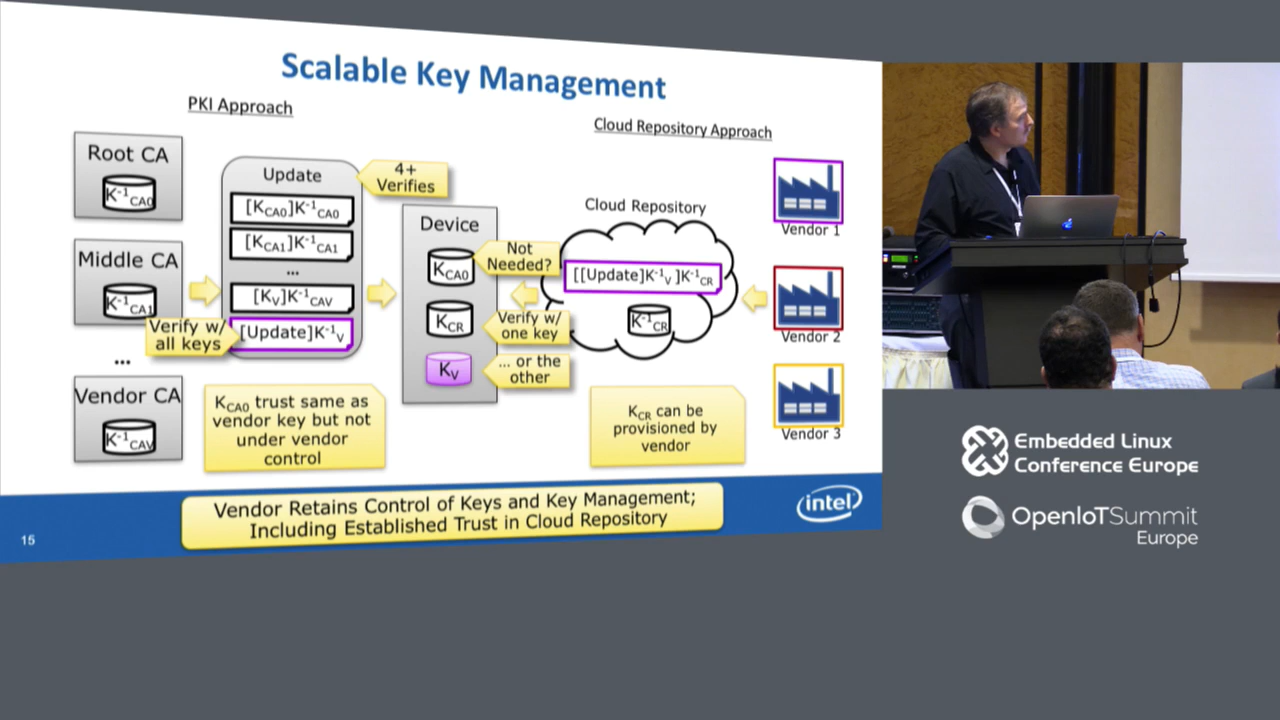 Scalable Key Management
PKI Approach
Root CA
K⁻¹CA0
Middle CA
K⁻¹CA1
...
Vendor CA
K⁻¹CAV
Update
[KCA0]K⁻¹CA0
[KCA1]K⁻¹CA1
...
[KV]K⁻¹CAV
[Update]K⁻¹V
4+
Verifies
Verify w/
all keys
KCA0 trust same as
vendor key but not
under vendor
control
Device
KCA0
KCR
KV
Not
Needed?
Verify w/
one key
... or the
other
Cloud Repository Approach
Cloud Repository
[[Update]K⁻¹V]K⁻¹CR
K⁻¹CR
KCR can be
provisioned by
vendor
Vendor 1
Vendor 2
Vendor 3
Vendor Retains Control of Keys and Key Management;
Including Established Trust in Cloud Repository
15
intel
Embedded Linux
Conference Europe
OpenIoTSummit
Europe